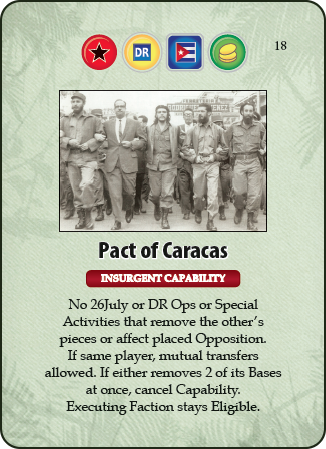 DR
18
Pact of Caracas
INSURGENT CAPABILITY
No 26July or DR Ops or Special
Activities that remove the other's
pieces or affect placed Opposition.
If same player, mutual transfers
allowed. If either removes 2 of its Bases
at once, cancel Capability.
Executing Faction stays Eligible.